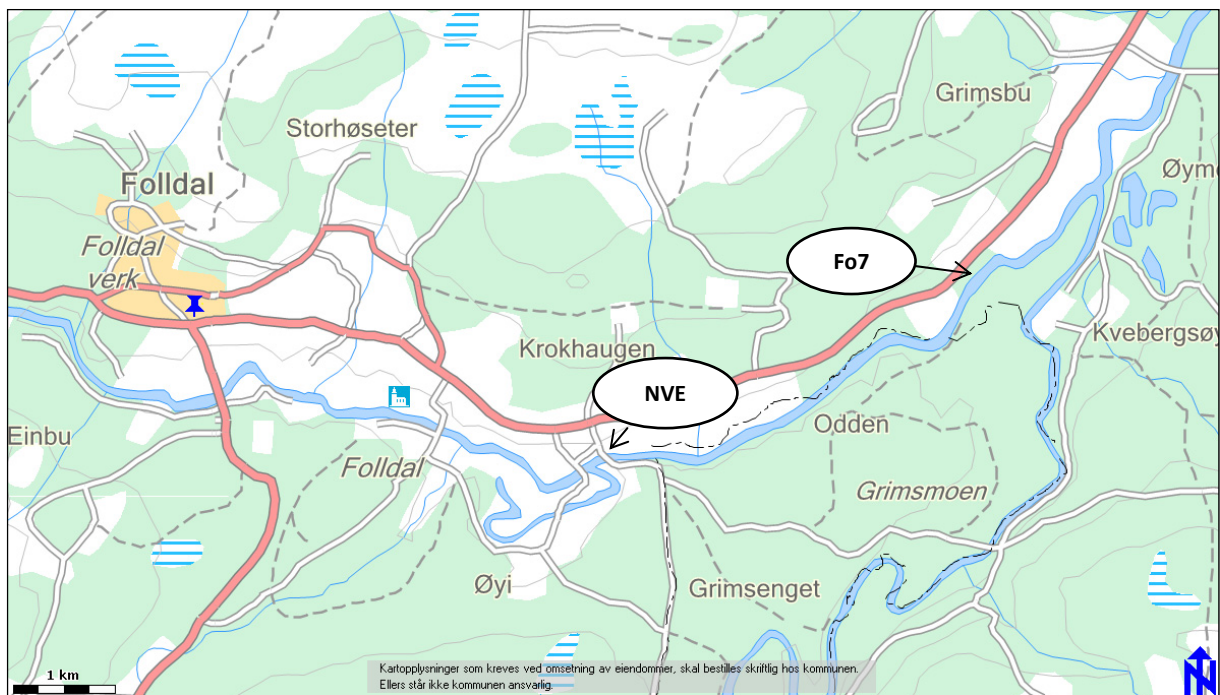 Grimsbu
Storhøseter
Folldal
Øym
Folldal
verk
Fo7
Krokhaugen
Kvebergsøy
NVE
Odden
Einbu
Folldal
Grimsmoen
Øyi
Grimsenget
1 km
Kartopplysninger som kreves ved omsetning av eiendommer, skal bestilles skriftlig hos kommunen.
Ellers står ikke kommunen ansvarlig.
N